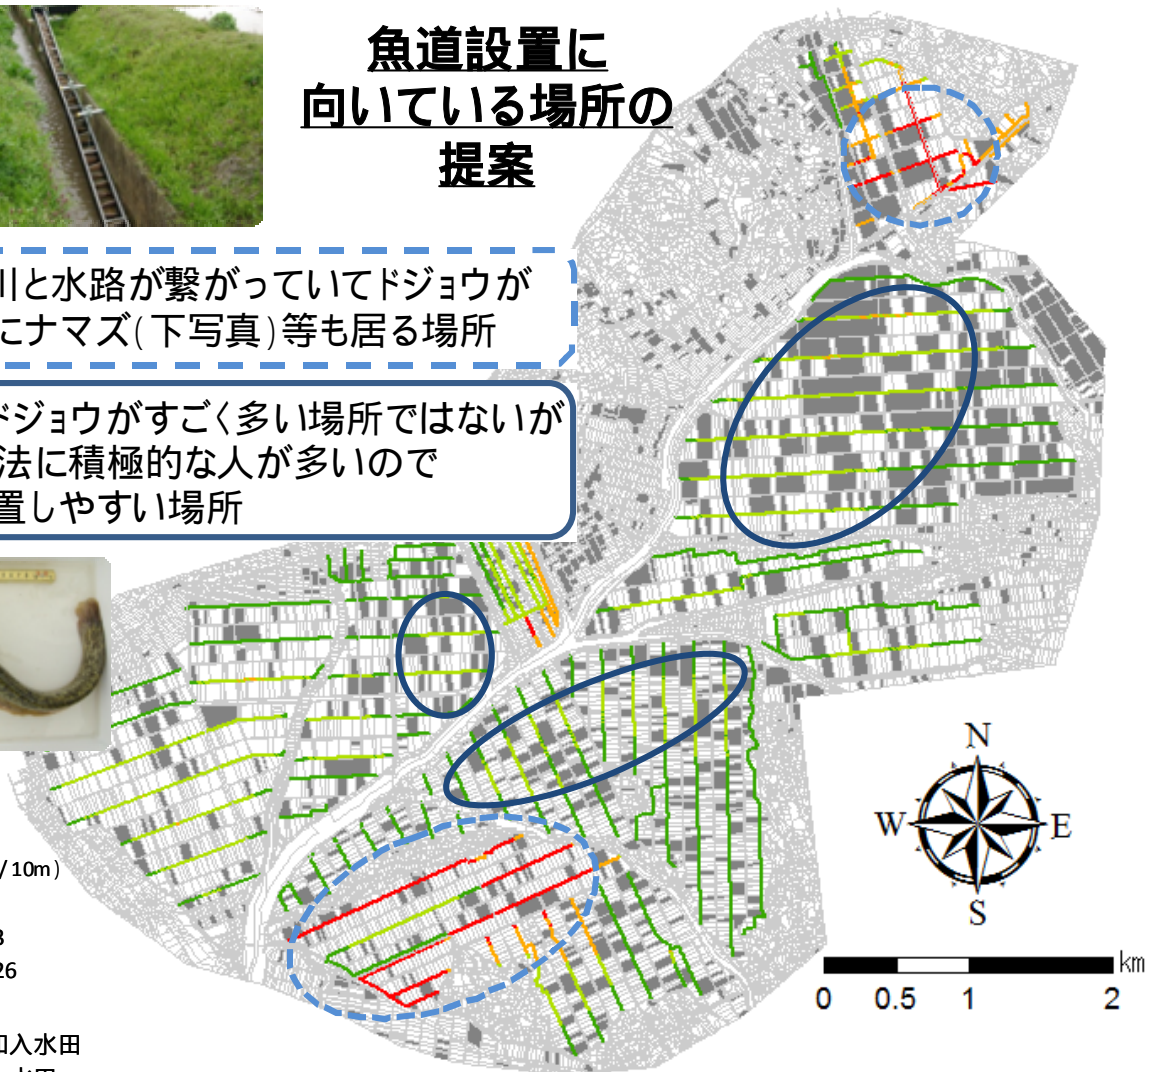 魚道設置に
向いている場所の
提案
川と水路が繋がっていてドジョウが
にナマズ(下写真)等も居る場所
ドジョウがすごく多い場所ではないが
法に積極的な人が多いので
置しやすい場所
N
W
E
S
km
0 0.5 1 2
/10m)
3
26
入水田